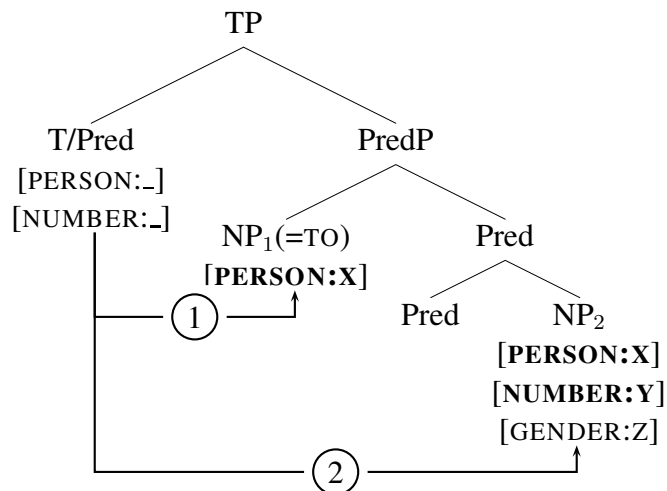 TP
T/Pred PredP
[PERSON:_]
[NUMBER:_] NP₁(=TO) Pred
[PERSON:X]
1 Pred NP₂
[PERSON:X]
[NUMBER:Y]
[GENDER:Z]
2